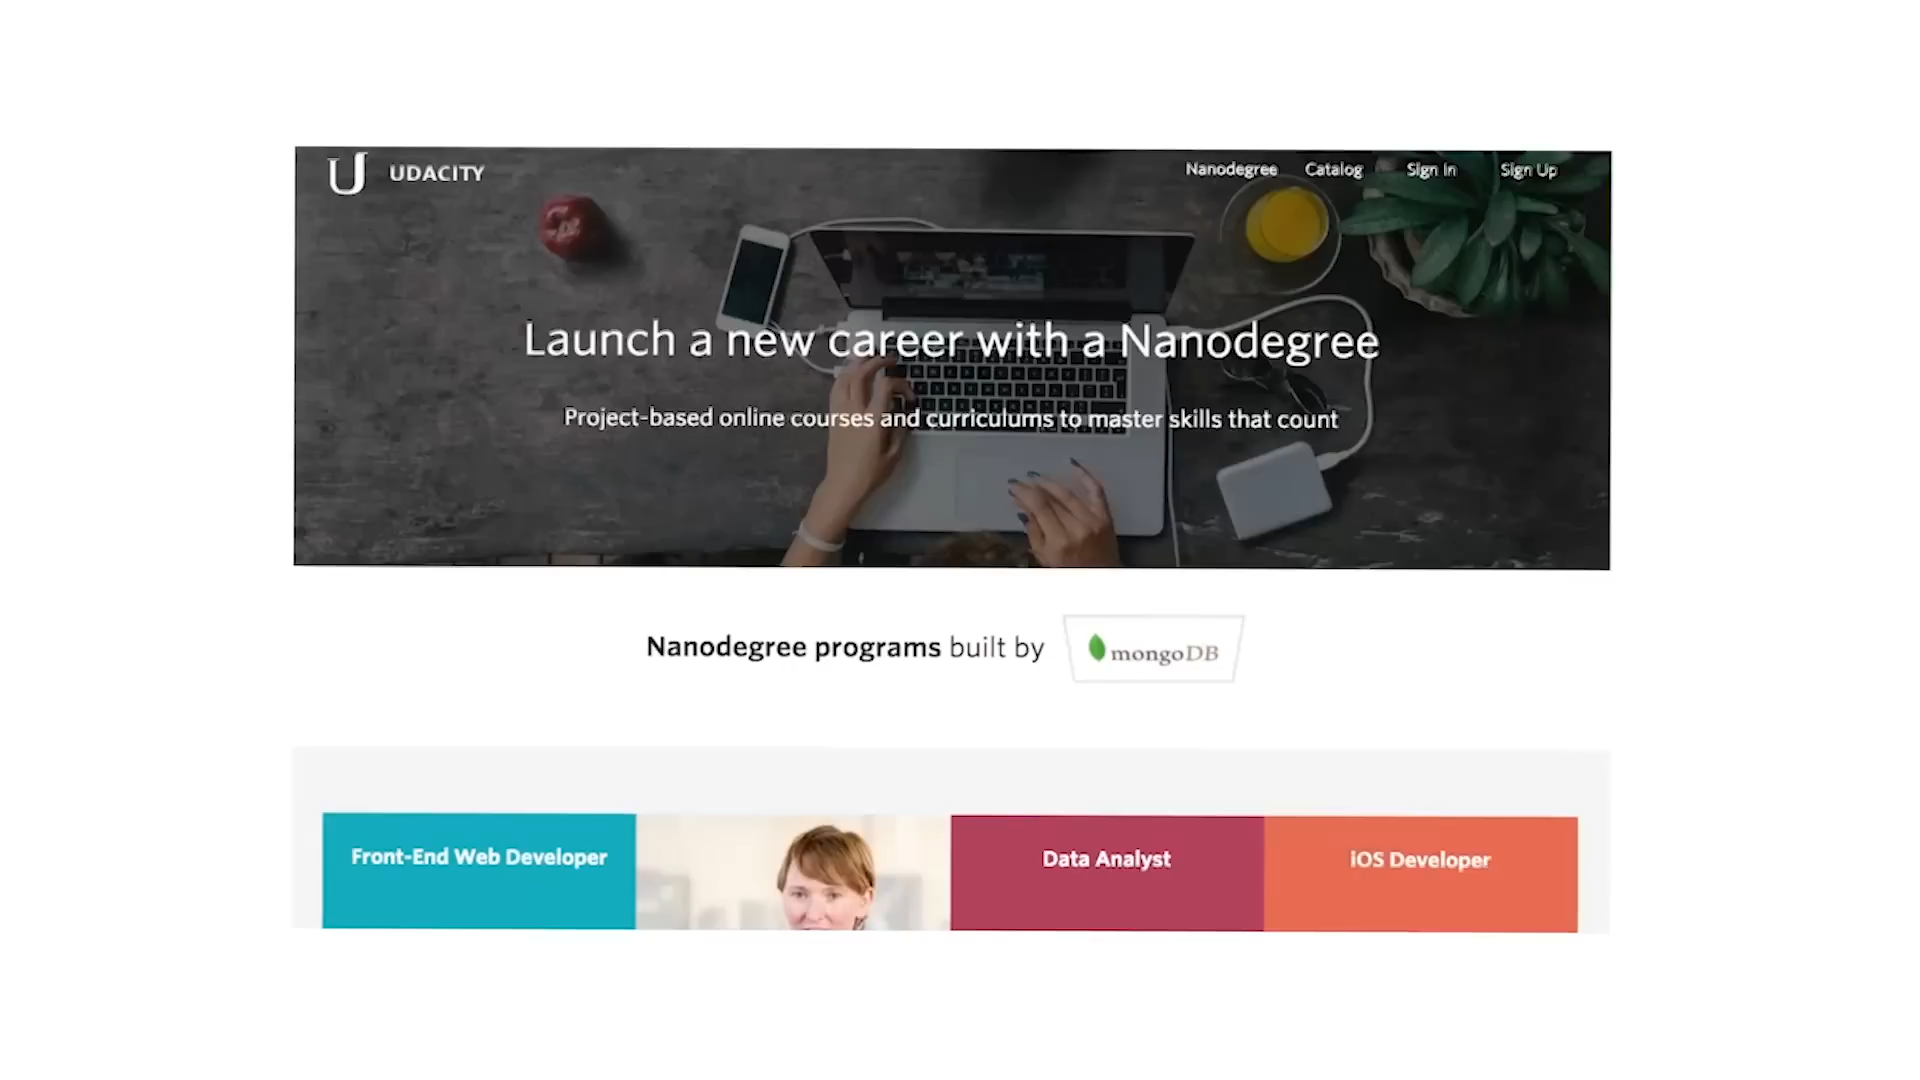 UDACITY
Nanodegree Catalog Sign In Sign Up
Launch a new career with a Nanodegree
Project-based online courses and curriculums to master skills that count
Nanodegree programs built by mongoDB
Front-End Web Developer
Data Analyst
iOS Developer